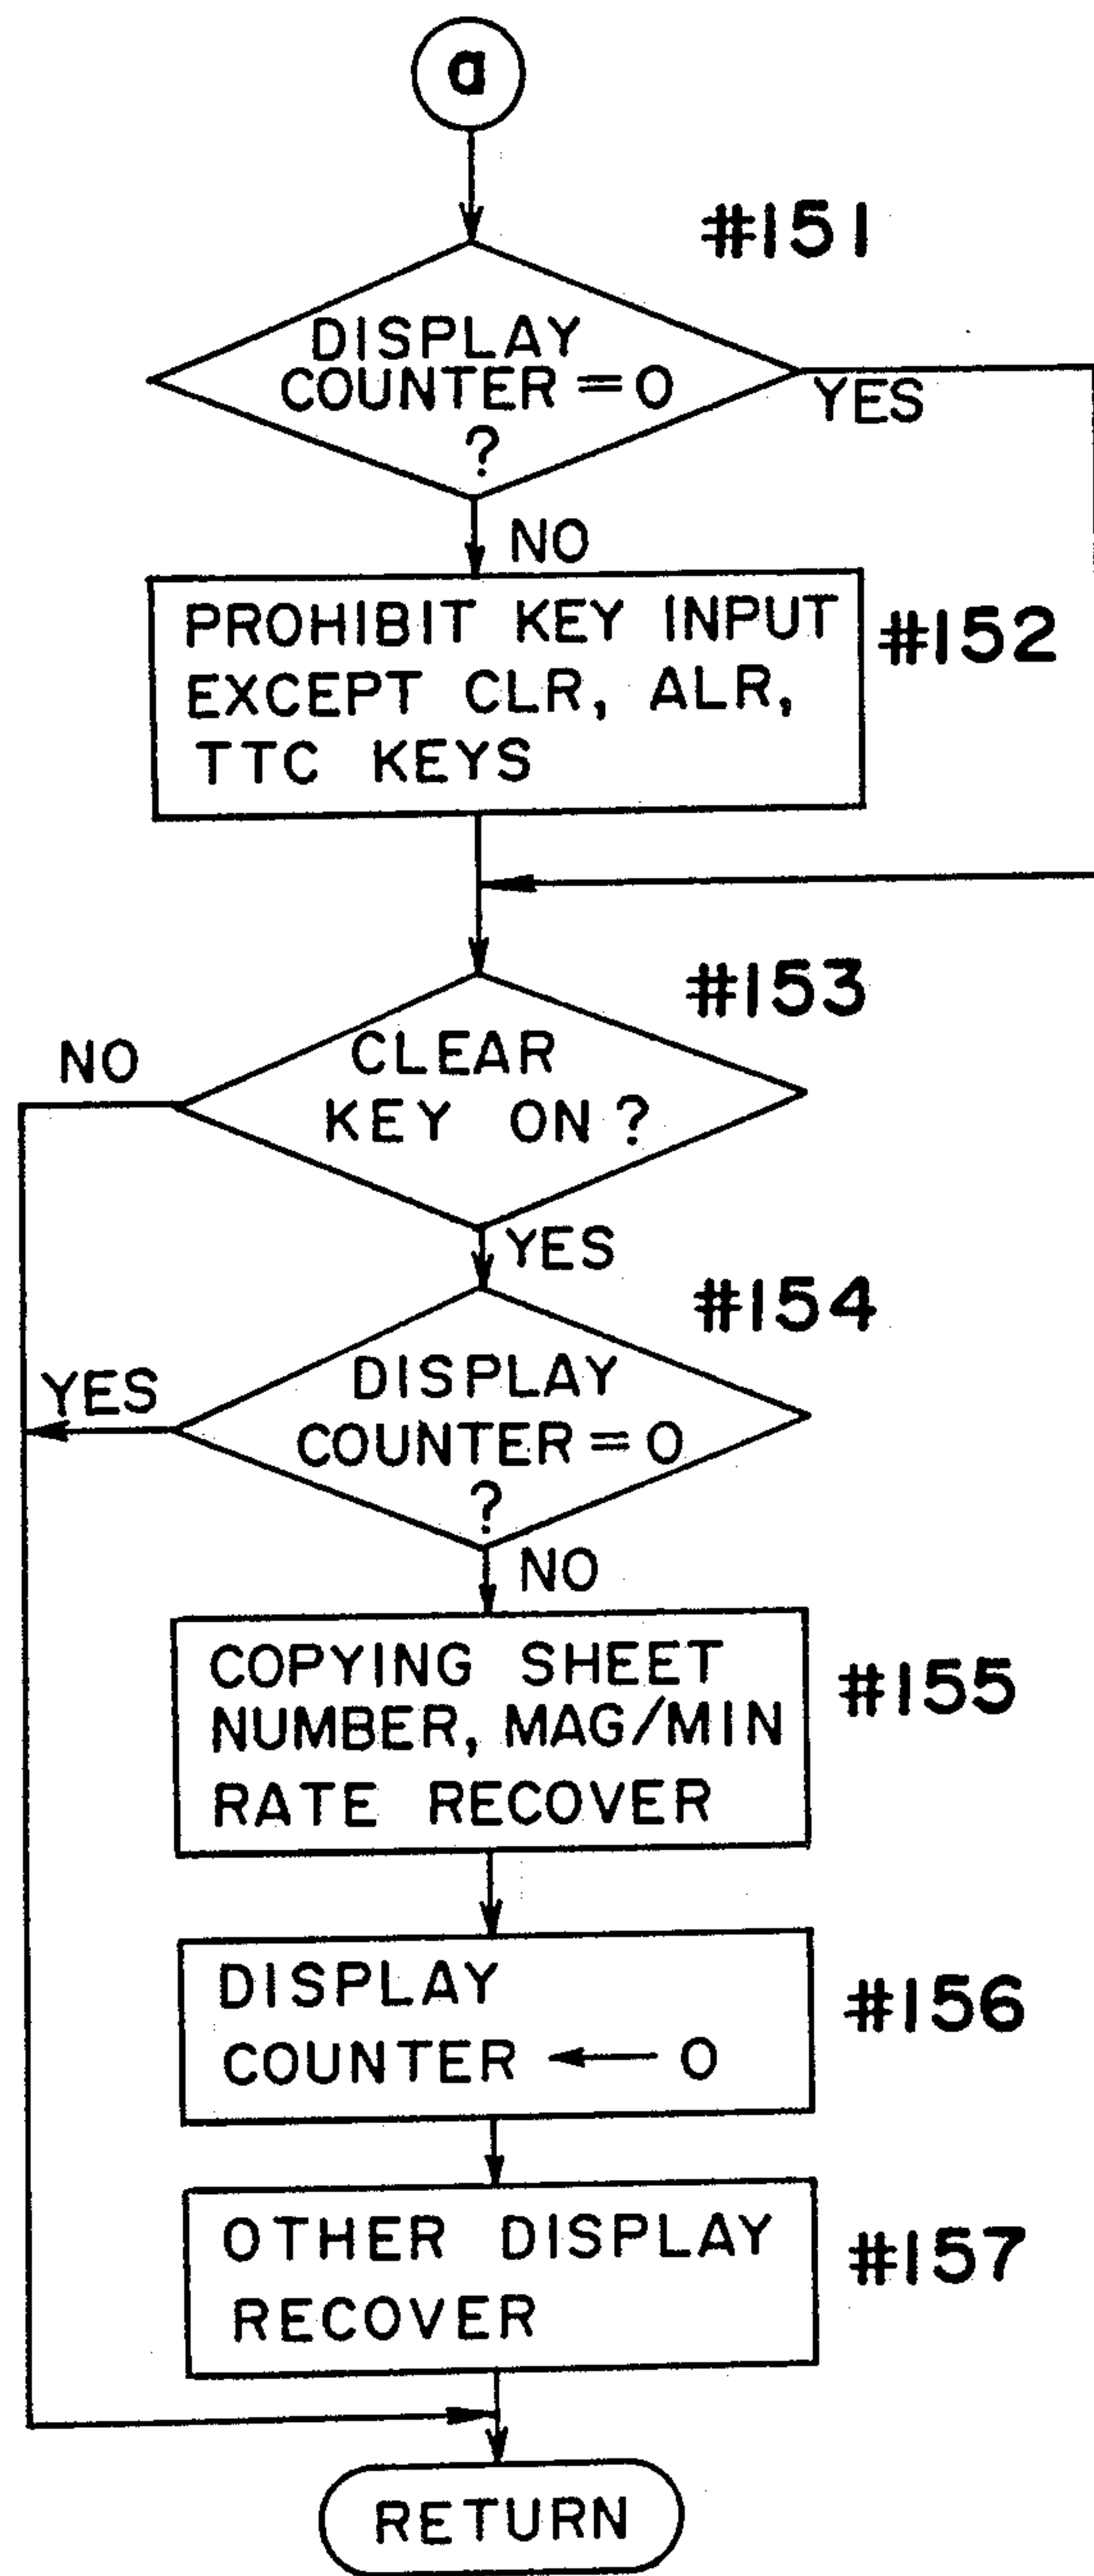 a
#151
DISPLAY
COUNTER = 0
?
YES
NO
PROHIBIT KEY INPUT
EXCEPT CLR, ALR,
TTC KEYS
#152
#153
NO
CLEAR
KEY ON ?
YES
#154
YES
DISPLAY
COUNTER = 0
?
NO
COPYING SHEET
NUMBER, MAG/MIN
RATE RECOVER
#155
DISPLAY
COUNTER ← 0
#156
OTHER DISPLAY
RECOVER
#157
RETURN